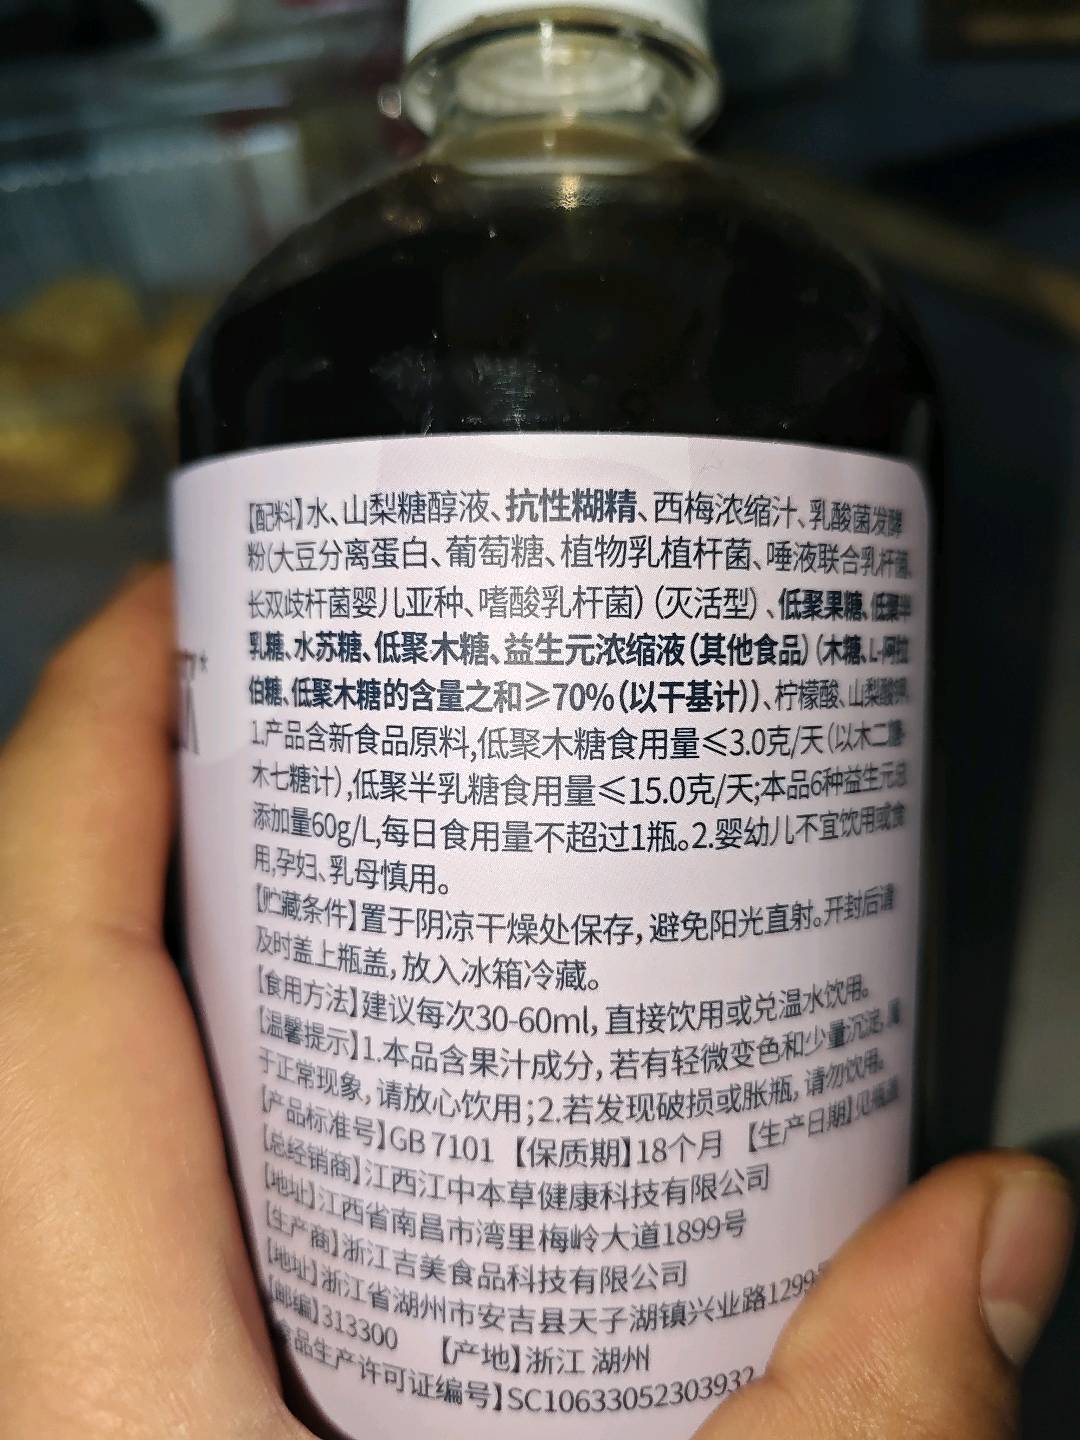 【配料】水、山梨糖醇液、抗性糊精、西梅浓缩汁、乳酸菌发酵
粉(大豆分离蛋白、葡萄糖、植物乳植杆菌、唾液联合乳杆菌、
长双歧杆菌婴儿亚种、嗜酸乳杆菌)(灭活型)、低聚果糖、低聚半
乳糖、水苏糖、低聚木糖、益生元浓缩液(其他食品)(木糖、L-阿拉
伯糖、低聚木糖的含量之和≥70%(以干基计))、柠檬酸、山梨酸钾
1.产品含新食品原料,低聚木糖食用量≤3.0克/天(以木二糖-
木七糖计),低聚半乳糖食用量≤15.0克/天;本品6种益生元总
添加量60g/L,每日食用量不超过1瓶。2.婴幼儿不宜饮用或食
用,孕妇、乳母慎用。
【贮藏条件】置于阴凉干燥处保存,避免阳光直射。开封后请
及时盖上瓶盖,放入冰箱冷藏。
【食用方法】建议每次30-60ml,直接饮用或兑温水饮用。
【温馨提示】1.本品含果汁成分,若有轻微变色和少量沉淀,属
于正常现象,请放心饮用;2.若发现破损或胀瓶,请勿饮用。
【产品标准号】GB 7101 【保质期】18个月 【生产日期】见瓶
【总经销商】江西江中本草健康科技有限公司
【地址】江西省南昌市湾里梅岭大道1899号
【生产商】浙江吉美食品科技有限公司
【地址】浙江省湖州市安吉县天子湖镇兴业路1299
【邮编】313300 【产地】浙江 湖州
食品生产许可证编号】SC10633052303932